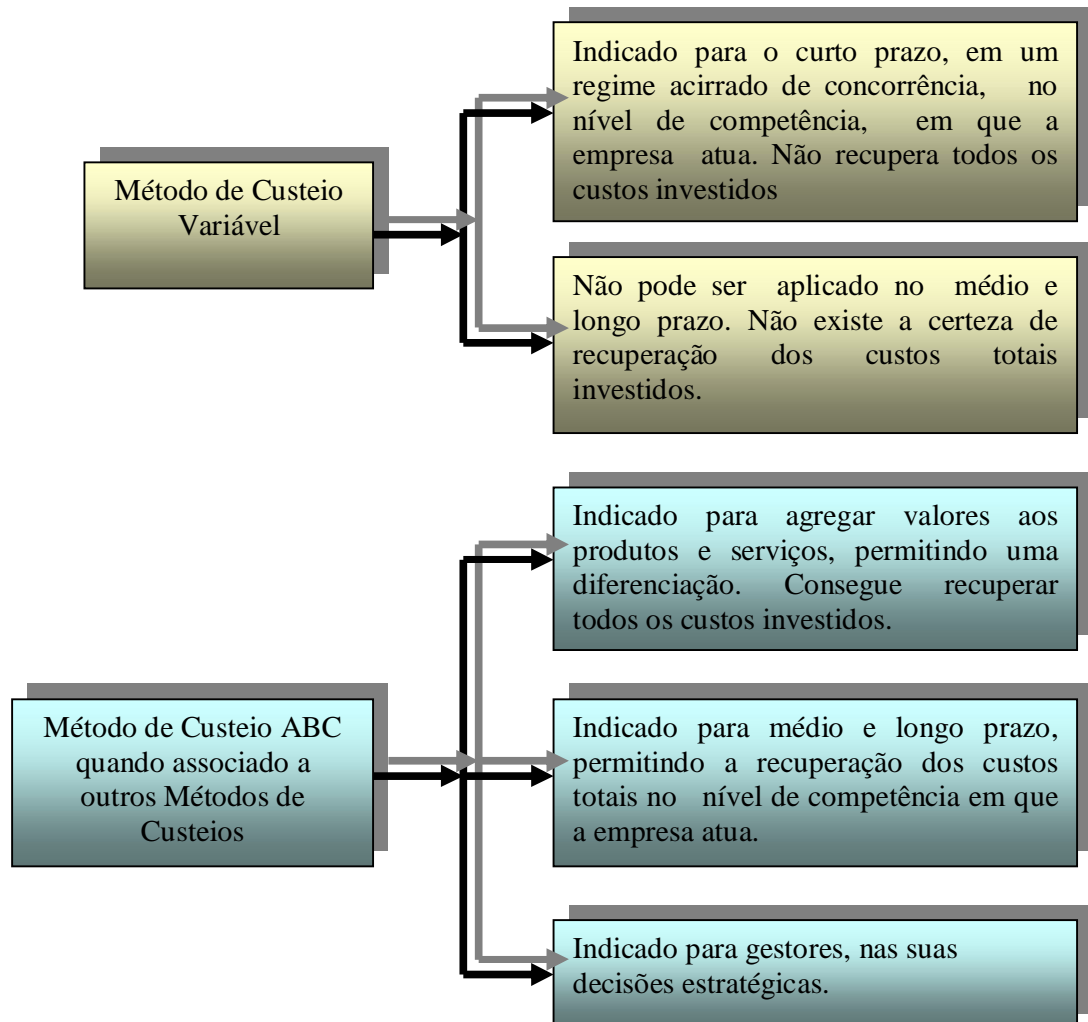 Método de Custeio
Variável
Indicado para o curto prazo, em um
regime acirrado de concorrência, no
nível de competência, em que a
empresa atua. Não recupera todos os
custos investidos
Não pode ser aplicado no médio e
longo prazo. Não existe a certeza de
recuperação dos custos totais
investidos.
Método de Custeio ABC
quando associado a
outros Métodos de
Custeios
Indicado para agregar valores aos
produtos e serviços, permitindo uma
diferenciação. Consegue recuperar
todos os custos investidos.
Indicado para médio e longo prazo,
permitindo a recuperação dos custos
totais no nível de competência em que
a empresa atua.
Indicado para gestores, nas suas
decisões estratégicas.